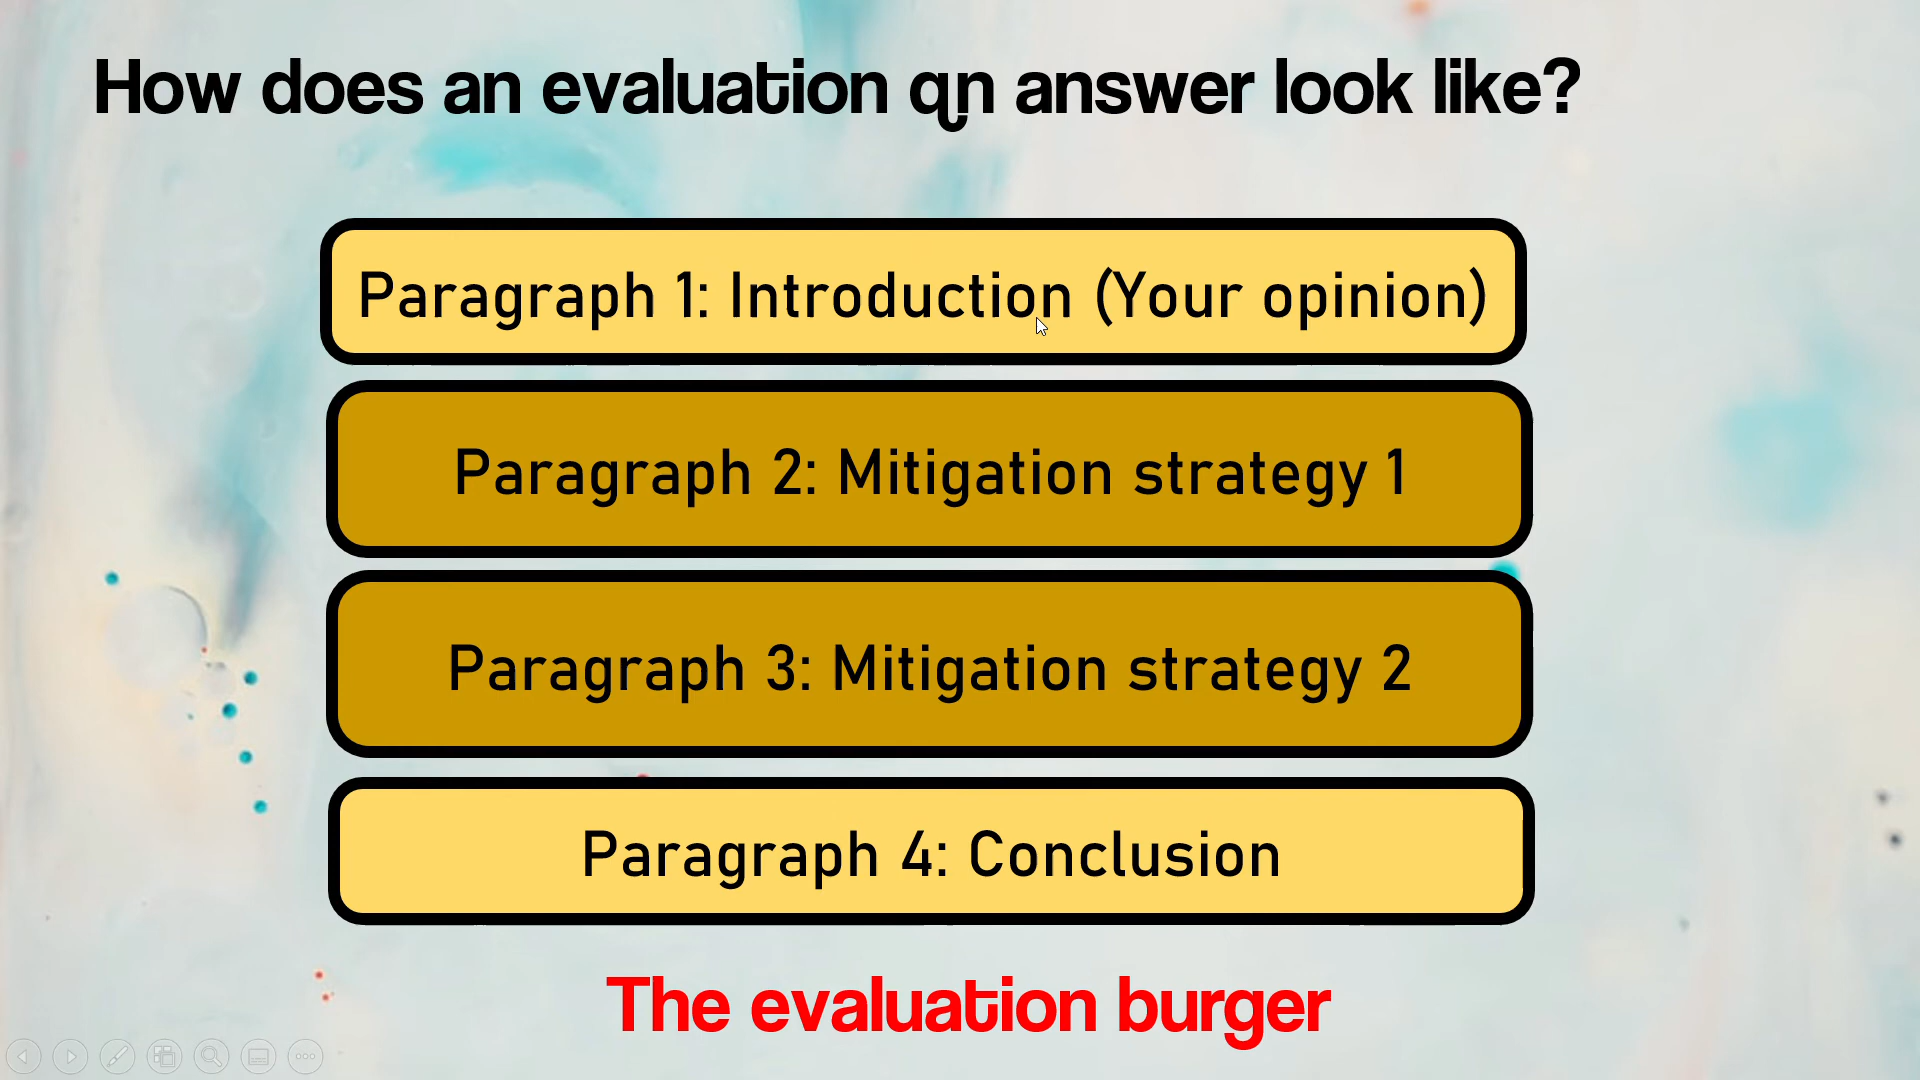 How does an evaluation qn answer look like?
Paragraph 1: Introduction (Your opinion)
Paragraph 2: Mitigation strategy 1
Paragraph 3: Mitigation strategy 2
Paragraph 4: Conclusion
The evaluation burger